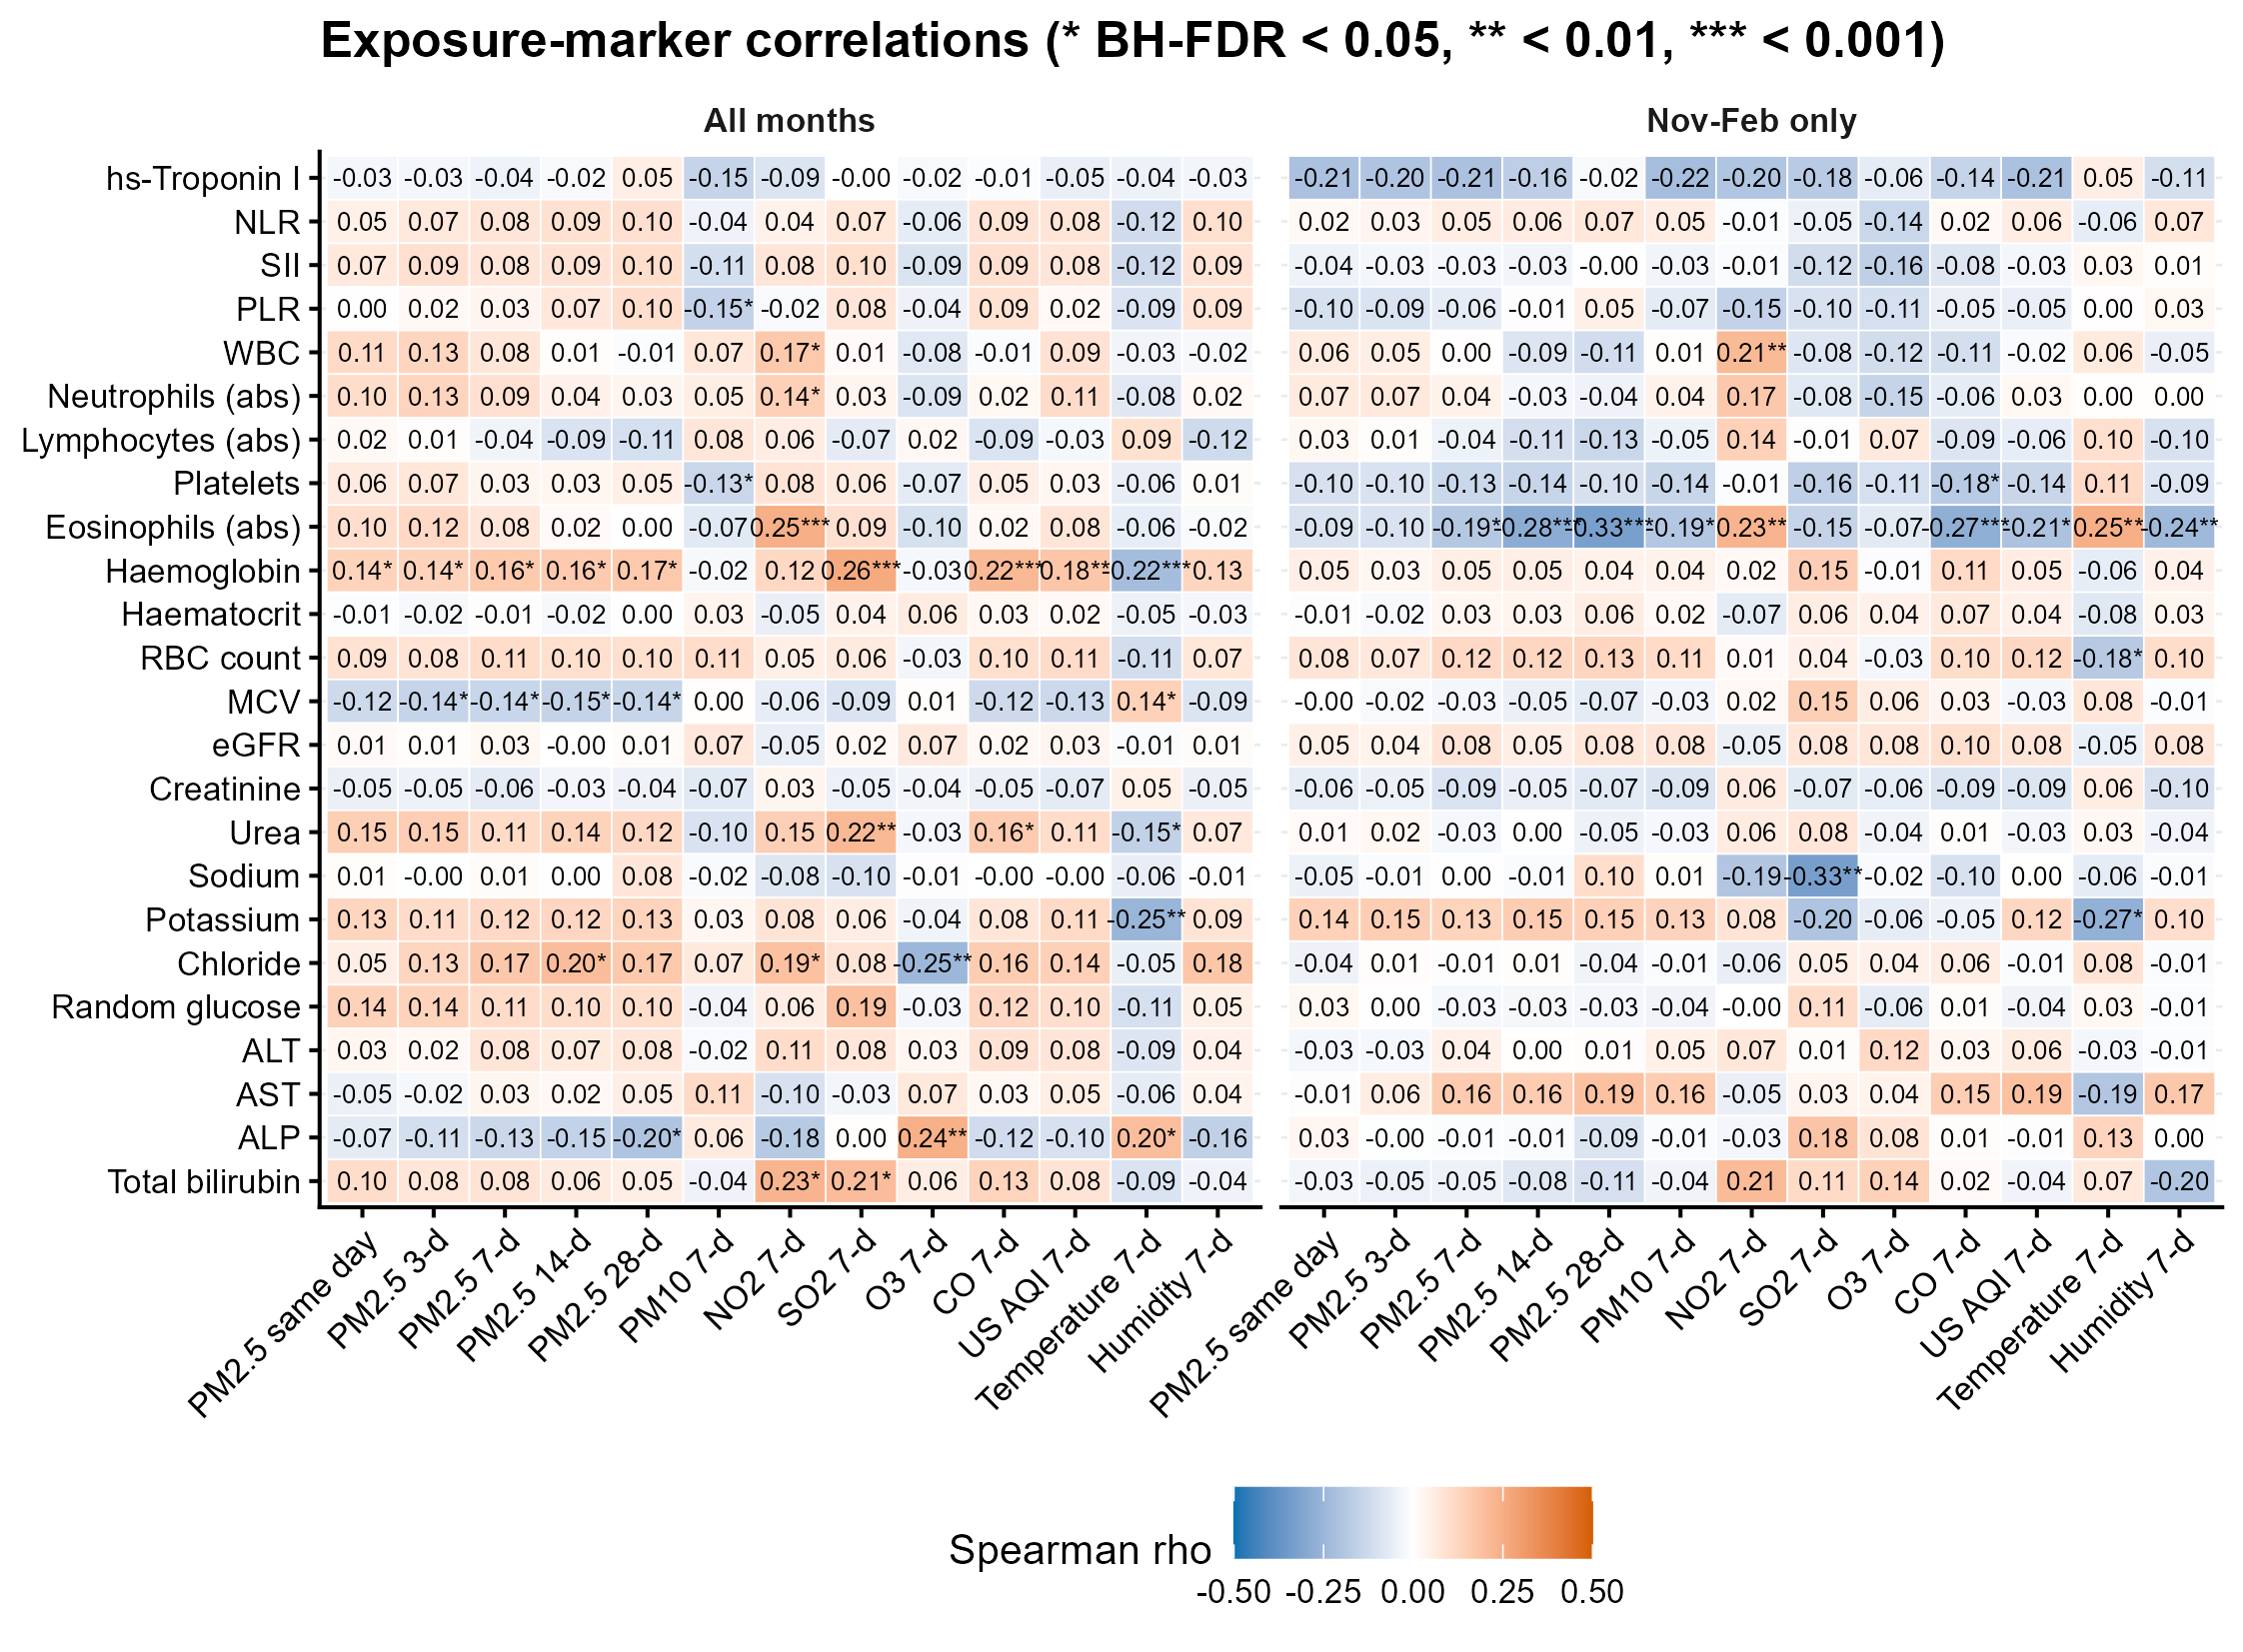 Exposure-marker correlations (* BH-FDR < 0.05, ** < 0.01, *** < 0.001)
All months
Nov-Feb only
hs-Troponin I -0.03 -0.03 -0.04 -0.02 0.05 -0.15 -0.09 -0.00 -0.02 -0.01 -0.05 -0.04 -0.03 -0.21 -0.20 -0.21 -0.16 -0.02 -0.22 -0.20 -0.18 -0.06 -0.14 -0.21 0.05 -0.11
NLR 0.05 0.07 0.08 0.09 0.10 -0.04 0.04 0.07 -0.06 0.09 0.08 -0.12 0.10 0.02 0.03 0.05 0.06 0.07 0.05 -0.01 -0.05 -0.14 0.02 0.06 -0.06 0.07
SII 0.07 0.09 0.08 0.09 0.10 -0.11 0.08 0.10 -0.09 0.09 0.08 -0.12 0.09 -0.04 -0.03 -0.03 -0.03 -0.00 -0.03 -0.01 -0.12 -0.16 -0.08 -0.03 0.03 0.01
PLR 0.00 0.02 0.03 0.07 0.10 -0.15* -0.02 0.08 -0.04 0.09 0.02 -0.09 0.09 -0.10 -0.09 -0.06 -0.01 0.05 -0.07 -0.15 -0.10 -0.11 -0.05 -0.05 0.00 0.03
WBC 0.11 0.13 0.08 0.01 -0.01 0.07 0.17* 0.01 -0.08 -0.01 0.09 -0.03 -0.02 0.06 0.05 0.00 -0.09 -0.11 0.01 0.21** -0.08 -0.12 -0.11 -0.02 0.06 -0.05
Neutrophils (abs) 0.10 0.13 0.09 0.04 0.03 0.05 0.14* 0.03 -0.09 0.02 0.11 -0.08 0.02 0.07 0.07 0.04 -0.03 -0.04 0.04 0.17 -0.08 -0.15 -0.06 0.03 0.00 0.00
Lymphocytes (abs) 0.02 0.01 -0.04 -0.09 -0.11 0.08 0.06 -0.07 0.02 -0.09 -0.03 0.09 -0.12 0.03 0.01 -0.04 -0.11 -0.13 -0.05 0.14 -0.01 0.07 -0.09 -0.06 0.10 -0.10
Platelets 0.06 0.07 0.03 0.03 0.05 -0.13* 0.08 0.06 -0.07 0.05 0.03 -0.06 0.01 -0.10 -0.10 -0.13 -0.14 -0.10 -0.14 -0.01 -0.16 -0.11 -0.18* -0.14 0.11 -0.09
Eosinophils (abs) 0.10 0.12 0.08 0.02 0.00 -0.07 0.25*** 0.09 -0.10 0.02 0.08 -0.06 -0.02 -0.09 -0.10 -0.19* -0.28*** -0.33*** -0.19* 0.23** -0.15 -0.07 -0.27*** -0.21* 0.25** -0.24**
Haemoglobin 0.14* 0.14* 0.16* 0.16* 0.17* -0.02 0.12 0.26*** -0.03 0.22*** 0.18** -0.22*** 0.13 0.05 0.03 0.05 0.05 0.04 0.04 0.02 0.15 -0.01 0.11 0.05 -0.06 0.04
Haematocrit -0.01 -0.02 -0.01 -0.02 0.00 0.03 -0.05 0.04 0.06 0.03 0.02 -0.05 -0.03 -0.01 -0.02 0.03 0.03 0.06 0.02 -0.07 0.06 0.04 0.07 0.04 -0.08 0.03
RBC count 0.09 0.08 0.11 0.10 0.10 0.11 0.05 0.06 -0.03 0.10 0.11 -0.11 0.07 0.08 0.07 0.12 0.12 0.13 0.11 0.01 0.04 -0.03 0.10 0.12 -0.18* 0.10
MCV -0.12 -0.14* -0.14* -0.15* -0.14* 0.00 -0.06 -0.09 0.01 -0.12 -0.13 0.14* -0.09 -0.00 -0.02 -0.03 -0.05 -0.07 -0.03 0.02 0.15 0.06 0.03 -0.03 0.08 -0.01
eGFR 0.01 0.01 0.03 -0.00 0.01 0.07 -0.05 0.02 0.07 0.02 0.03 -0.01 0.01 0.05 0.04 0.08 0.05 0.08 0.08 -0.05 0.08 0.08 0.10 0.08 -0.05 0.08
Creatinine -0.05 -0.05 -0.06 -0.03 -0.04 -0.07 0.03 -0.05 -0.04 -0.05 -0.07 0.05 -0.05 -0.06 -0.05 -0.09 -0.05 -0.07 -0.09 0.06 -0.07 -0.06 -0.09 -0.09 0.06 -0.10
Urea 0.15 0.15 0.11 0.14 0.12 -0.10 0.15 0.22** -0.03 0.16* 0.11 -0.15* 0.07 0.01 0.02 -0.03 0.00 -0.05 -0.03 0.06 0.08 -0.04 0.01 -0.03 0.03 -0.04
Sodium 0.01 -0.00 0.01 0.00 0.08 -0.02 -0.08 -0.10 -0.01 -0.00 -0.00 -0.06 -0.01 -0.05 -0.01 0.00 -0.01 0.10 0.01 -0.19 -0.33** -0.02 -0.10 0.00 -0.06 -0.01
Potassium 0.13 0.11 0.12 0.12 0.13 0.03 0.08 0.06 -0.04 0.08 0.11 -0.25** 0.09 0.14 0.15 0.13 0.15 0.15 0.13 0.08 -0.20 -0.06 -0.05 0.12 -0.27* 0.10
Chloride 0.05 0.13 0.17 0.20* 0.17 0.07 0.19* 0.08 -0.25** 0.16 0.14 -0.05 0.18 -0.04 0.01 -0.01 0.01 -0.04 -0.01 -0.06 0.05 0.04 0.06 -0.01 0.08 -0.01
Random glucose 0.14 0.14 0.11 0.10 0.10 -0.04 0.06 0.19 -0.03 0.12 0.10 -0.11 0.05 0.03 0.00 -0.03 -0.03 -0.03 -0.04 -0.00 0.11 -0.06 0.01 -0.04 0.03 -0.01
ALT 0.03 0.02 0.08 0.07 0.08 -0.02 0.11 0.08 0.03 0.09 0.08 -0.09 0.04 -0.03 -0.03 0.04 0.00 0.01 0.05 0.07 0.01 0.12 0.03 0.06 -0.03 -0.01
AST -0.05 -0.02 0.03 0.02 0.05 0.11 -0.10 -0.03 0.07 0.03 0.05 -0.06 0.04 -0.01 0.06 0.16 0.16 0.19 0.16 -0.05 0.03 0.04 0.15 0.19 -0.19 0.17
ALP -0.07 -0.11 -0.13 -0.15 -0.20* 0.06 -0.18 0.00 0.24** -0.12 -0.10 0.20* -0.16 0.03 -0.00 -0.01 -0.01 -0.09 -0.01 -0.03 0.18 0.08 0.01 -0.01 0.13 0.00
Total bilirubin 0.10 0.08 0.08 0.06 0.05 -0.04 0.23* 0.21* 0.06 0.13 0.08 -0.09 -0.04 -0.03 -0.05 -0.05 -0.08 -0.11 -0.04 0.21 0.11 0.14 0.02 -0.04 0.07 -0.20
PM2.5 same day
PM2.5 3-d
PM2.5 7-d
PM2.5 14-d
PM2.5 28-d
PM10 7-d
NO2 7-d
SO2 7-d
O3 7-d
CO 7-d
US AQI 7-d
Temperature 7-d
Humidity 7-d
PM2.5 same day
PM2.5 3-d
PM2.5 7-d
PM2.5 14-d
PM2.5 28-d
PM10 7-d
NO2 7-d
SO2 7-d
O3 7-d
CO 7-d
US AQI 7-d
Temperature 7-d
Humidity 7-d
Spearman rho
-0.50 -0.25 0.00 0.25 0.50